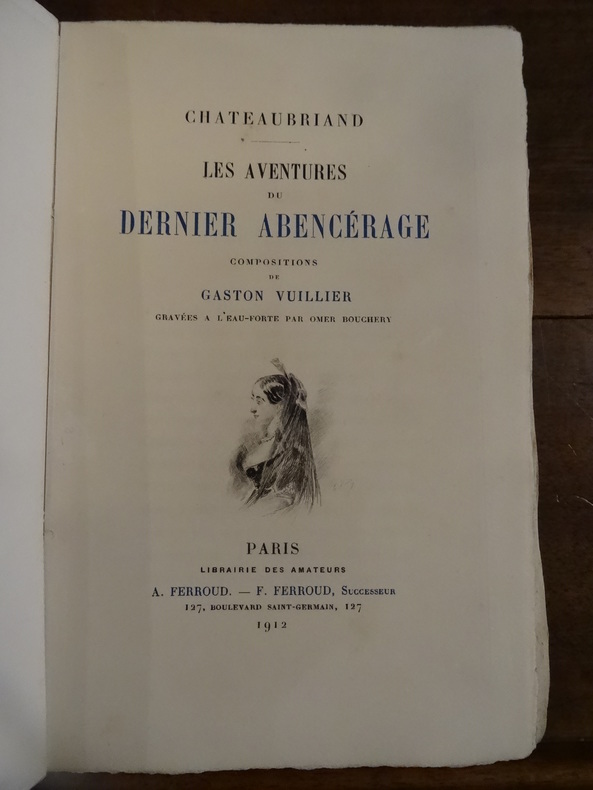 CHATEAUBRIAND
LES AVENTURES
DU
DERNIER ABENCÉRAGE
COMPOSITIONS
DE
GASTON VUILLIER
GRAVÉES A L'EAU-FORTE PAR OMER BOUCHERY
PARIS
LIBRAIRIE DES AMATEURS
A. FERROUD. — F. FERROUD, Successeur
127, BOULEVARD SAINT-GERMAIN, 127
1912